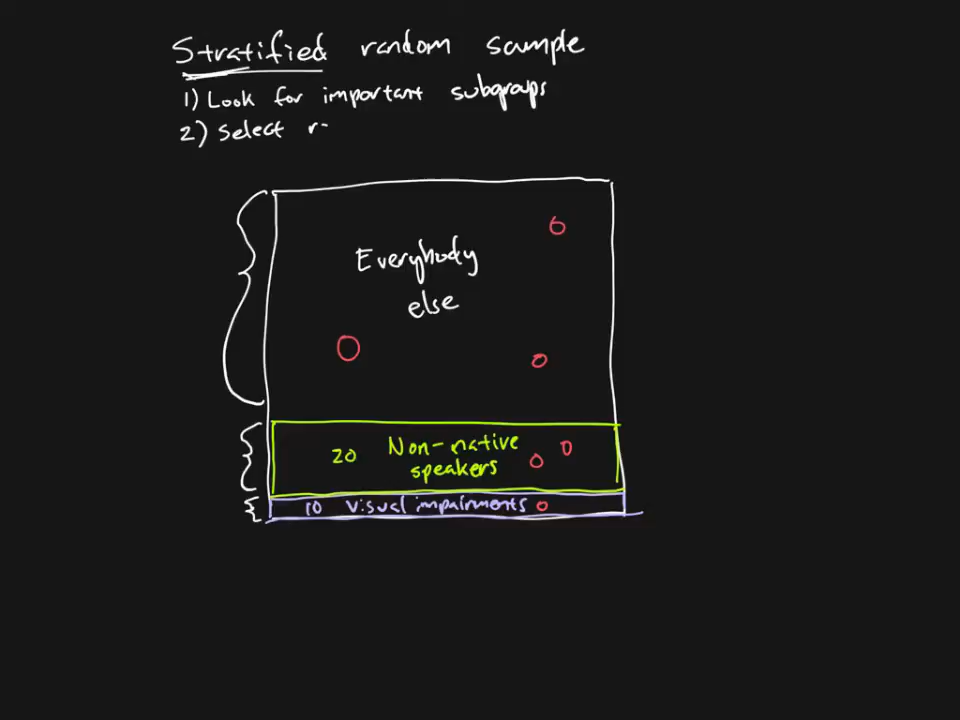 Stratified random sample
1) Look for important subgroups
2) Select r
Everybody
else
20 Non-native
speakers
10 Visual impairments